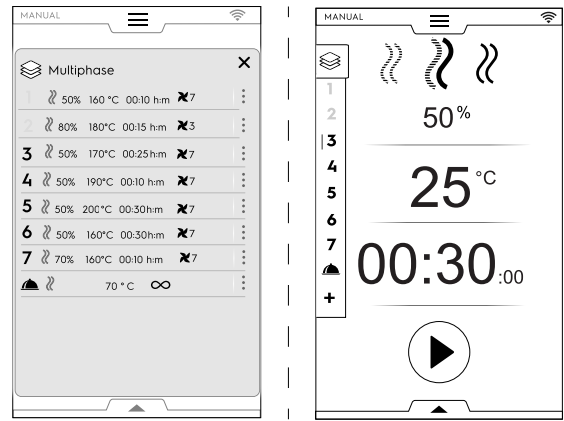 MANUAL
Multiphase
1 50% 160 °C 00:10 h:m 7
2 80% 180°C 00:15 h:m 3
3 50% 170°C 00:25h:m 7
4 50% 190°C 00:10 h:m 7
5 50% 200°C 00:30h:m 7
6 50% 160°C 00:30h:m 7
7 70% 160°C 00:10 h:m 7
70 °C ∞
MANUAL
1
2
3
4
5
6
7
+
50%
25°C
00:30:00